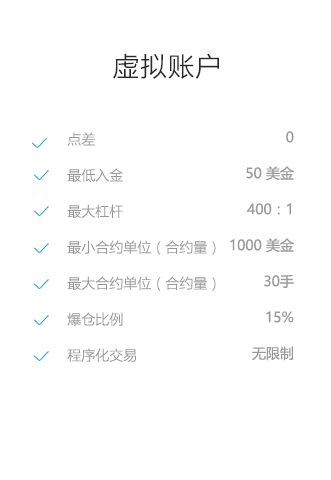 虚拟账户
点差 0
最低入金 50 美金
最大杠杆 400：1
最小合约单位（合约量） 1000 美金
最大合约单位（合约量） 30手
爆仓比例 15%
程序化交易 无限制